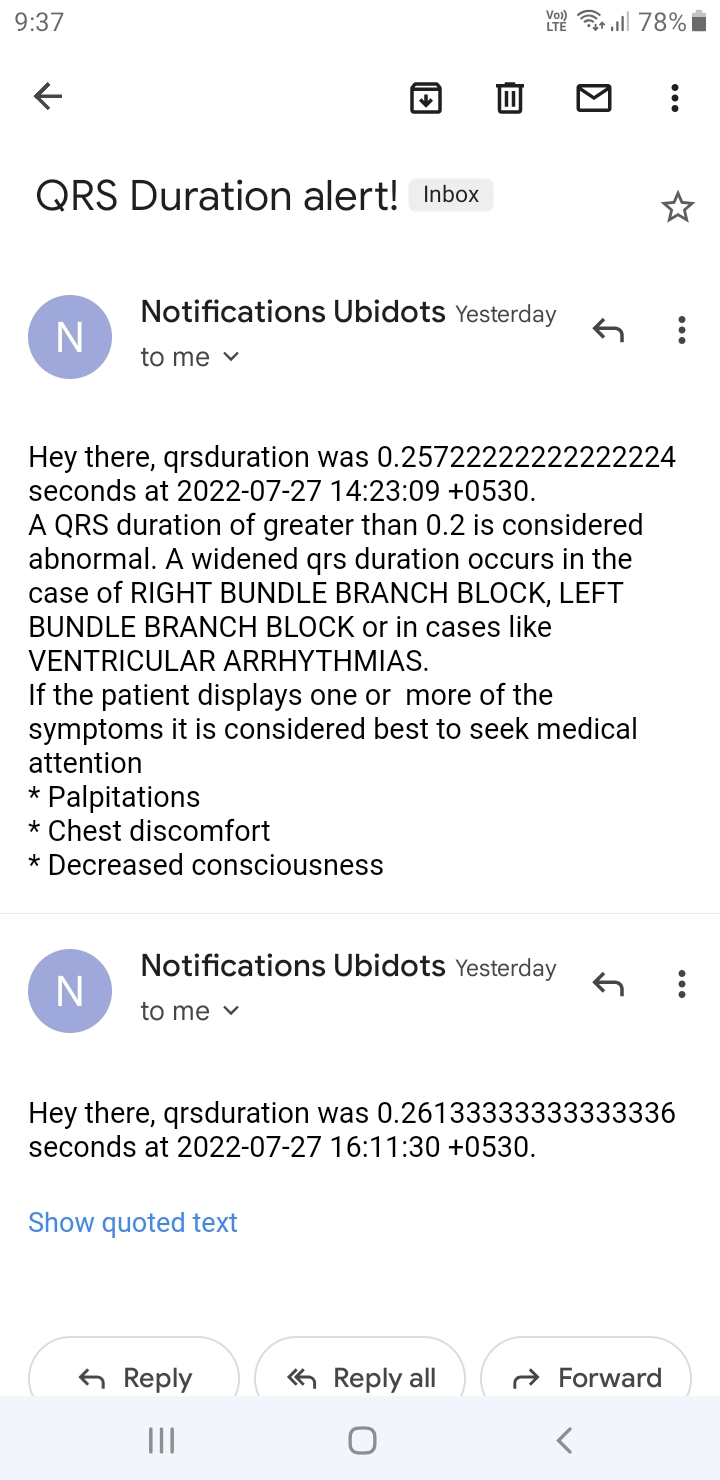 9:37 Vo)) LTE 78%
QRS Duration alert! Inbox
N Notifications Ubidots Yesterday
to me
Hey there, qrsduration was 0.25722222222222224
seconds at 2022-07-27 14:23:09 +0530.
A QRS duration of greater than 0.2 is considered
abnormal. A widened qrs duration occurs in the
case of RIGHT BUNDLE BRANCH BLOCK, LEFT
BUNDLE BRANCH BLOCK or in cases like
VENTRICULAR ARRHYTHMIAS.
If the patient displays one or  more of the
symptoms it is considered best to seek medical
attention
* Palpitations
* Chest discomfort
* Decreased consciousness
N Notifications Ubidots Yesterday
to me
Hey there, qrsduration was 0.26133333333333336
seconds at 2022-07-27 16:11:30 +0530.
Show quoted text
Reply Reply all Forward